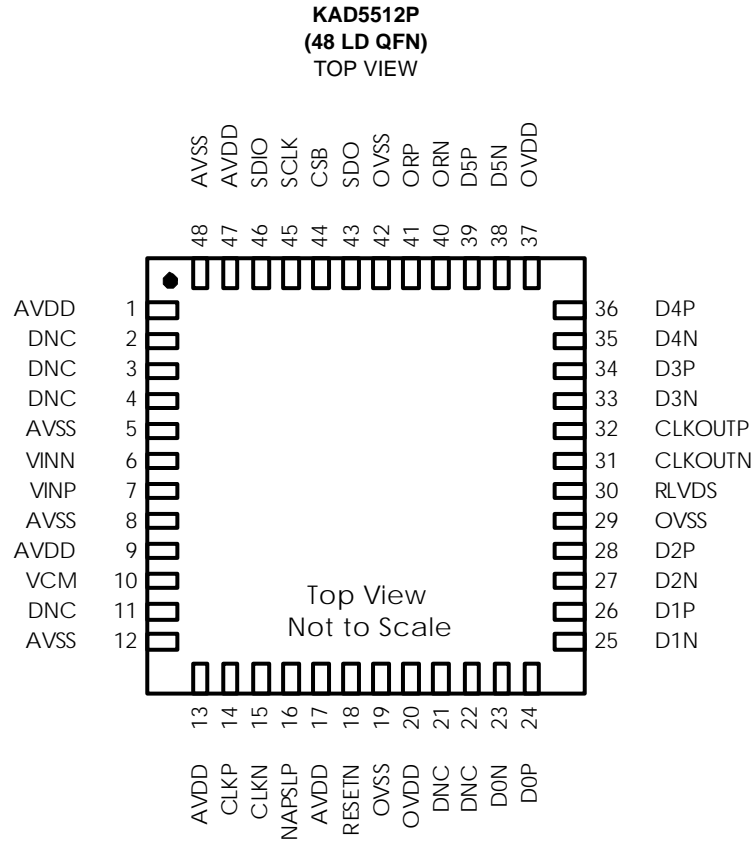 KAD5512P
(48 LD QFN)
TOP VIEW
AVSS
AVDD
SDIO
SCLK
CSB
SDO
OVSS
ORP
ORN
D5P
D5N
OVDD
48
47
46
45
44
43
42
41
40
39
38
37
AVDD 1
DNC 2
DNC 3
DNC 4
AVSS 5
VINN 6
VINP 7
AVSS 8
AVDD 9
VCM 10
DNC 11
AVSS 12
36 D4P
35 D4N
34 D3P
33 D3N
32 CLKOUTP
31 CLKOUTN
30 RLVDS
29 OVSS
28 D2P
27 D2N
26 D1P
25 D1N
Top View
Not to Scale
13
14
15
16
17
18
19
20
21
22
23
24
AVDD
CLKP
CLKN
NAPSLP
AVDD
RESETN
OVSS
OVDD
DNC
DNC
D0N
D0P